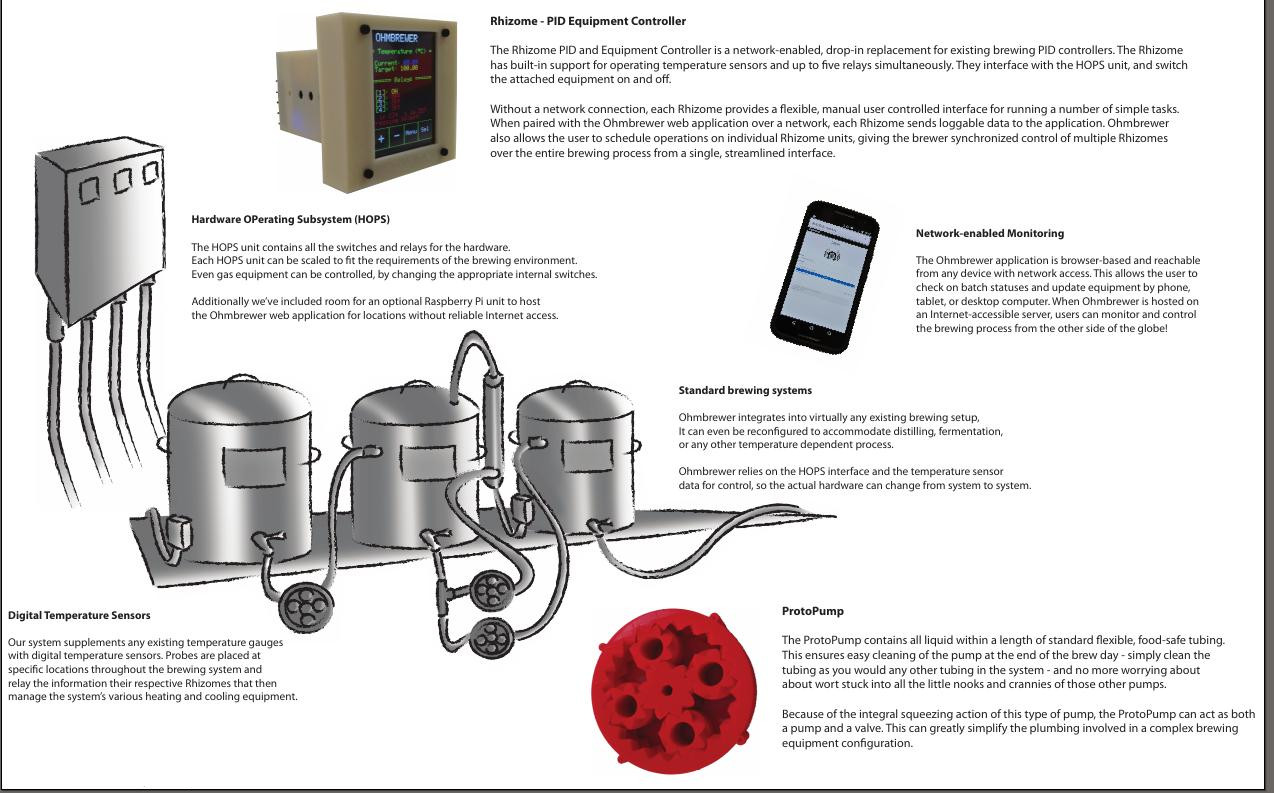 Rhizome - PID Equipment Controller
The Rhizome PID and Equipment Controller is a network-enabled, drop-in replacement for existing brewing PID controllers. The Rhizome
has built-in support for operating temperature sensors and up to five relays simultaneously. They interface with the HOPS unit, and switch
the attached equipment on and off.
Without a network connection, each Rhizome provides a flexible, manual user controlled interface for running a number of simple tasks.
When paired with the Ohmbrewer web application over a network, each Rhizome sends loggable data to the application. Ohmbrewer
also allows the user to schedule operations on individual Rhizome units, giving the brewer synchronized control of multiple Rhizomes
over the entire brewing process from a single, streamlined interface.
OHMBREWER
Temperature (ºC)
Current:
Target: 100.00
Relays
[1]: ON
[2]:
[3]:
[4]:
+ - Menu Sel
Hardware OPerating Subsystem (HOPS)
The HOPS unit contains all the switches and relays for the hardware.
Each HOPS unit can be scaled to fit the requirements of the brewing environment.
Even gas equipment can be controlled, by changing the appropriate internal switches.
Additionally we've included room for an optional Raspberry Pi unit to host
the Ohmbrewer web application for locations without reliable Internet access.
Network-enabled Monitoring
The Ohmbrewer application is browser-based and reachable
from any device with network access. This allows the user to
check on batch statuses and update equipment by phone,
tablet, or desktop computer. When Ohmbrewer is hosted on
an Internet-accessible server, users can monitor and control
the brewing process from the other side of the globe!
Standard brewing systems
Ohmbrewer integrates into virtually any existing brewing setup,
It can even be reconfigured to accommodate distilling, fermentation,
or any other temperature dependent process.
Ohmbrewer relies on the HOPS interface and the temperature sensor
data for control, so the actual hardware can change from system to system.
Digital Temperature Sensors
Our system supplements any existing temperature gauges
with digital temperature sensors. Probes are placed at
specific locations throughout the brewing system and
relay the information their respective Rhizomes that then
manage the system's various heating and cooling equipment.
ProtoPump
The ProtoPump contains all liquid within a length of standard flexible, food-safe tubing.
This ensures easy cleaning of the pump at the end of the brew day - simply clean the
tubing as you would any other tubing in the system - and no more worrying about
about wort stuck into all the little nooks and crannies of those other pumps.
Because of the integral squeezing action of this type of pump, the ProtoPump can act as both
a pump and a valve. This can greatly simplify the plumbing involved in a complex brewing
equipment configuration.